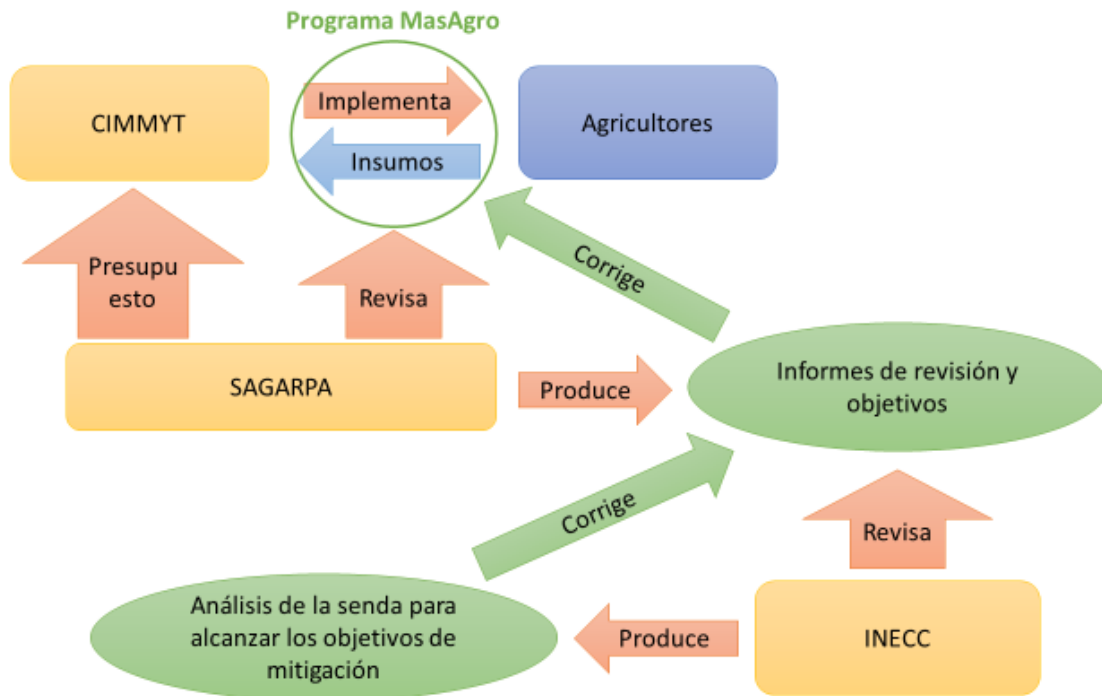 Programa MasAgro
CIMMYT
Implementa
Insumos
Agricultores
Presupu
esto
Revisa
Corrige
SAGARPA
Produce
Informes de revisión y
objetivos
Corrige
Revisa
Análisis de la senda para
alcanzar los objetivos de
mitigación
Produce
INECC